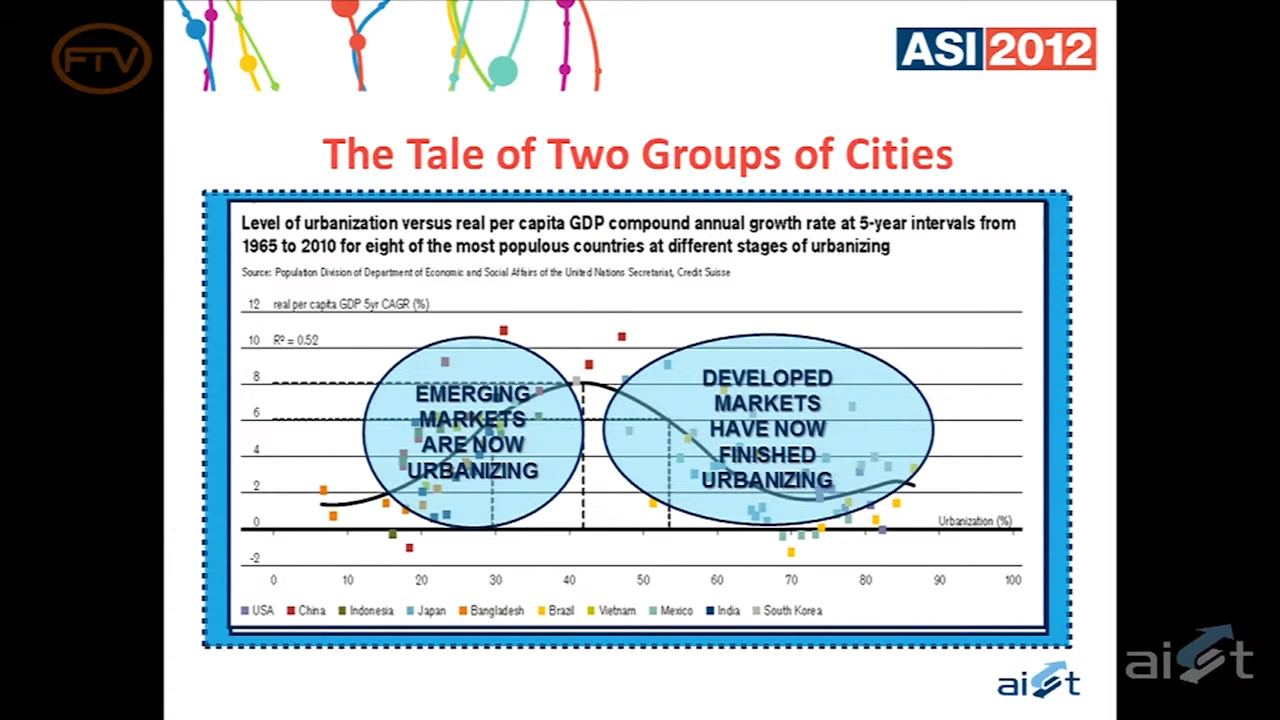 FTV
ASI 2012
The Tale of Two Groups of Cities
Level of urbanization versus real per capita GDP compound annual growth rate at 5-year intervals from
1965 to 2010 for eight of the most populous countries at different stages of urbanizing
Source: Population Division of Department of Economic and Social Affairs of the United Nations Secretariat, Credit Suisse
12 real per capita GDP 5yr CAGR (%)
10 R² = 0.52
8
6
4
2
0
-2
EMERGING
MARKETS
ARE NOW
URBANIZING
DEVELOPED
MARKETS
HAVE NOW
FINISHED
URBANIZING
Urbanization (%)
0 10 20 30 40 50 60 70 80 90 100
USA China Indonesia Japan Bangladesh Brazil Vietnam Mexico India South Korea
aist
aist